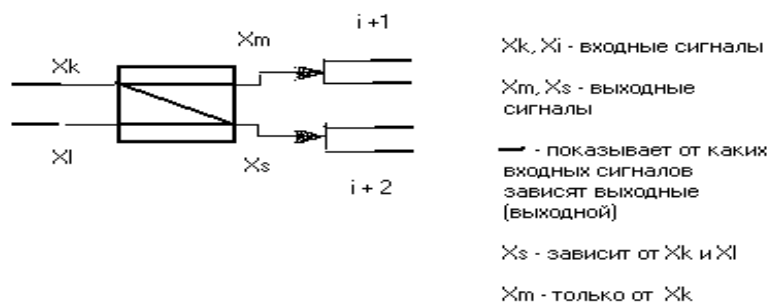 i +1
Xm
Xk
Xl
Xs
i + 2
Xk, Xi - входные сигналы
Xm, Xs - выходные
сигналы
- показывает от каких
входных сигналов
зависят выходные
(выходной)
Xs - зависит от Xk и Xl
Xm - только от Xk